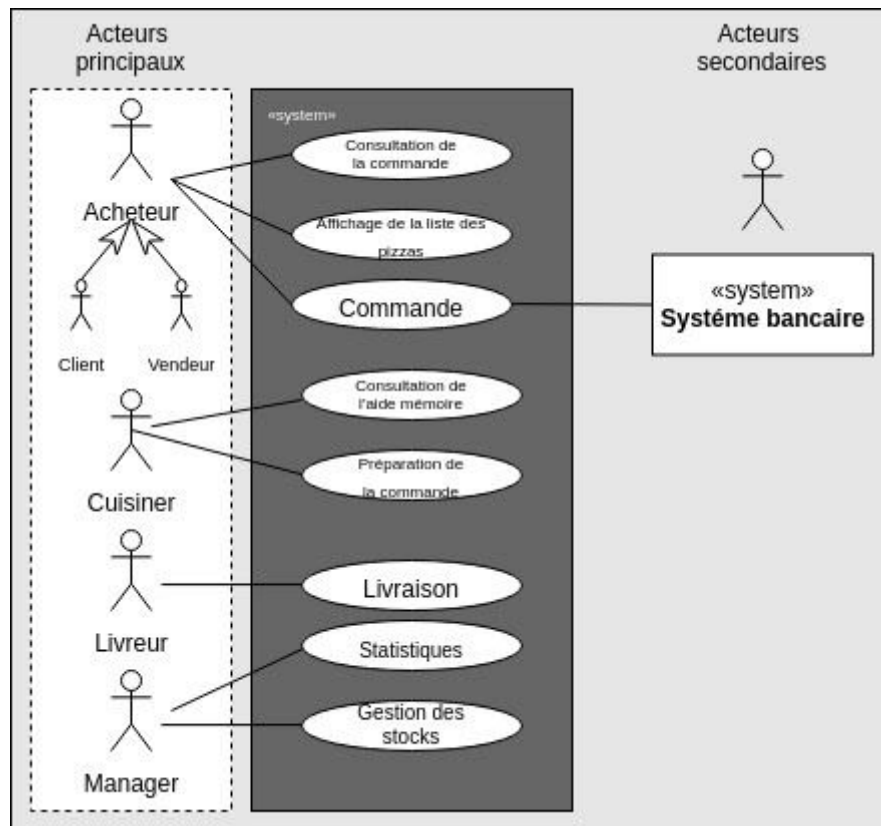 Acteurs
principaux
Acteurs
secondaires
«system»
Consultation de
la commande
Affichage de la liste des
pizzas
Commande
Acheteur
Client
Vendeur
«system»
Systéme bancaire
Consultation de
l'aide mémoire
Préparation de
la commande
Cuisiner
Livraison
Livreur
Statistiques
Gestion des
stocks
Manager